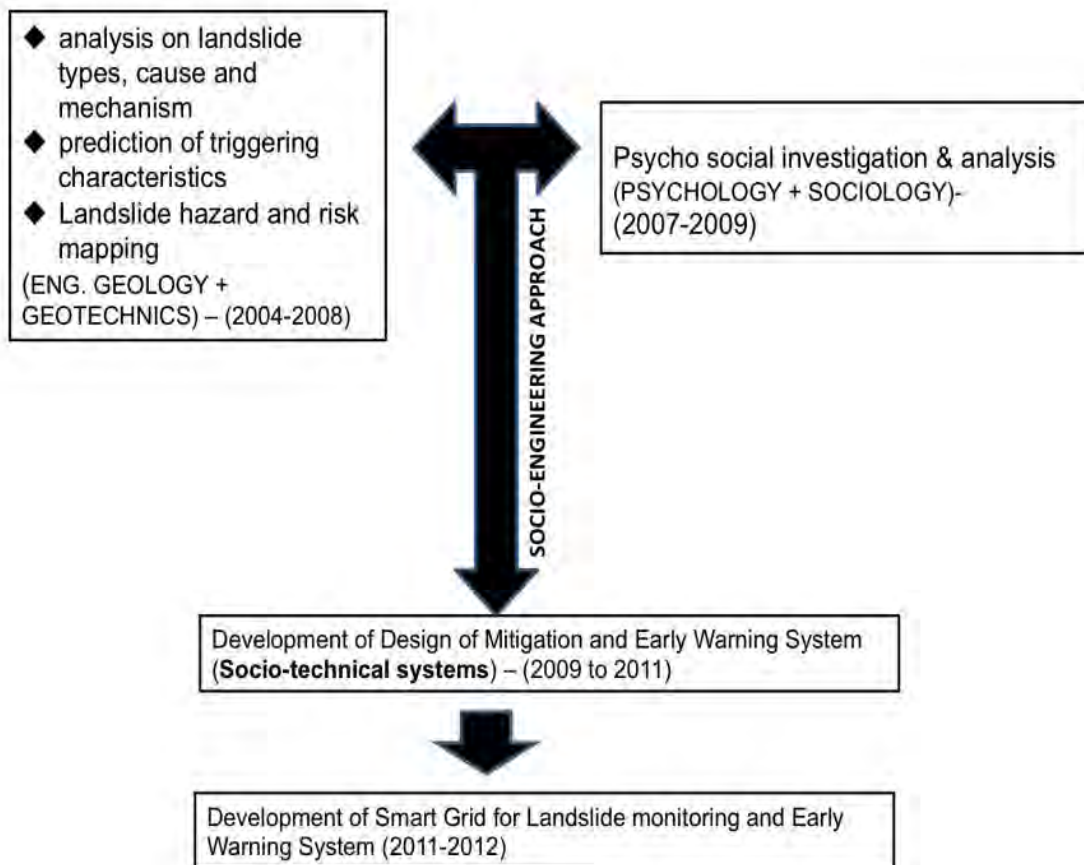 ◆ analysis on landslide
types, cause and
mechanism
◆ prediction of triggering
characteristics
◆ Landslide hazard and risk
mapping
(ENG. GEOLOGY +
GEOTECHNICS) – (2004-2008)
Psycho social investigation & analysis
(PSYCHOLOGY + SOCIOLOGY)-
(2007-2009)
SOCIO-ENGINEERING APPROACH
Development of Design of Mitigation and Early Warning System
(Socio-technical systems) – (2009 to 2011)
Development of Smart Grid for Landslide monitoring and Early
Warning System (2011-2012)